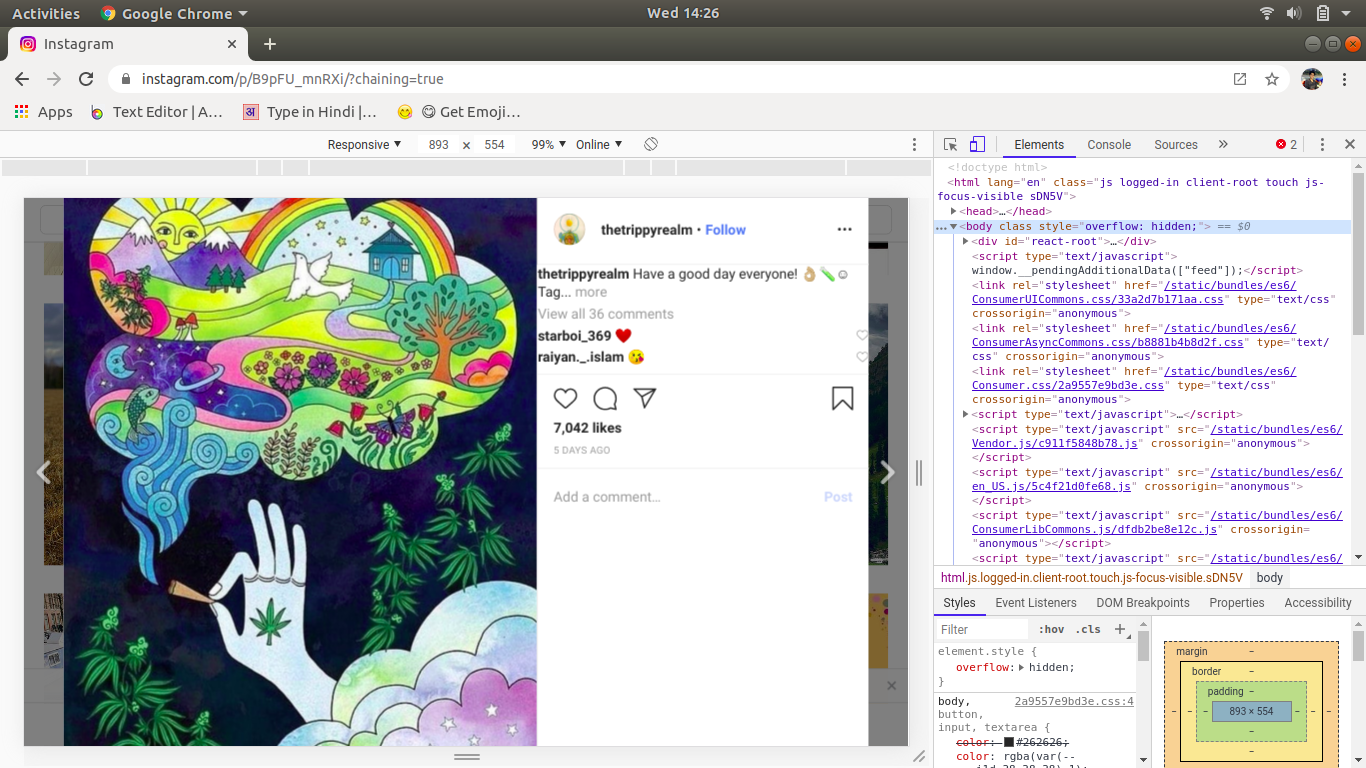 Activities
Google Chrome
Wed 14:26
Instagram
instagram.com/p/B9pFU_mnRXi/?chaining=true
Apps
Text Editor | A…
अ
Type in Hindi |…
😋 Get Emoji…
Responsive 893 x 554 99% Online
thetrippyrealm • Follow
thetrippyrealm Have a good day everyone! 👌🏼🧪☺
Tag... more
View all 36 comments
starboi_369 ❤️
raiyan._.islam 😘
7,042 likes
5 DAYS AGO
Add a comment… Post
Elements Console Sources » 2
<!doctype html>
<html lang="en" class="js logged-in client-root touch js-
focus-visible sDN5V">
<head>…</head>
<body class style="overflow: hidden;"> == $0
<div id="react-root">…</div>
<script type="text/javascript">
window.__pendingAdditionalData(["feed"]);</script>
<link rel="stylesheet" href="/static/bundles/es6/
ConsumerUICommons.css/33a2d7b171aa.css" type="text/css"
crossorigin="anonymous">
<link rel="stylesheet" href="/static/bundles/es6/
ConsumerAsyncCommons.css/b8881b4b8d2f.css" type="text/
css" crossorigin="anonymous">
<link rel="stylesheet" href="/static/bundles/es6/
Consumer.css/2a9557e9bd3e.css" type="text/css"
crossorigin="anonymous">
<script type="text/javascript">…</script>
<script type="text/javascript" src="/static/bundles/es6/
Vendor.js/c911f5848b78.js" crossorigin="anonymous">
</script>
<script type="text/javascript" src="/static/bundles/es6/
en_US.js/5c4f21d0fe68.js" crossorigin="anonymous">
</script>
<script type="text/javascript" src="/static/bundles/es6/
ConsumerLibCommons.js/dfdb2be8e12c.js" crossorigin=
"anonymous"></script>
<script type="text/javascript" src="/static/bundles/es6/
html.js.logged-in.client-root.touch.js-focus-visible.sDN5V body
Styles Event Listeners DOM Breakpoints Properties Accessibility
Filter :hov .cls +
element.style {
overflow: hidden;
}
body, 2a9557e9bd3e.css:4
button,
input, textarea {
color: #262626;
color: rgba(var(--
margin –
border –
padding –
– – – 893 × 554 – – –
–
–
–